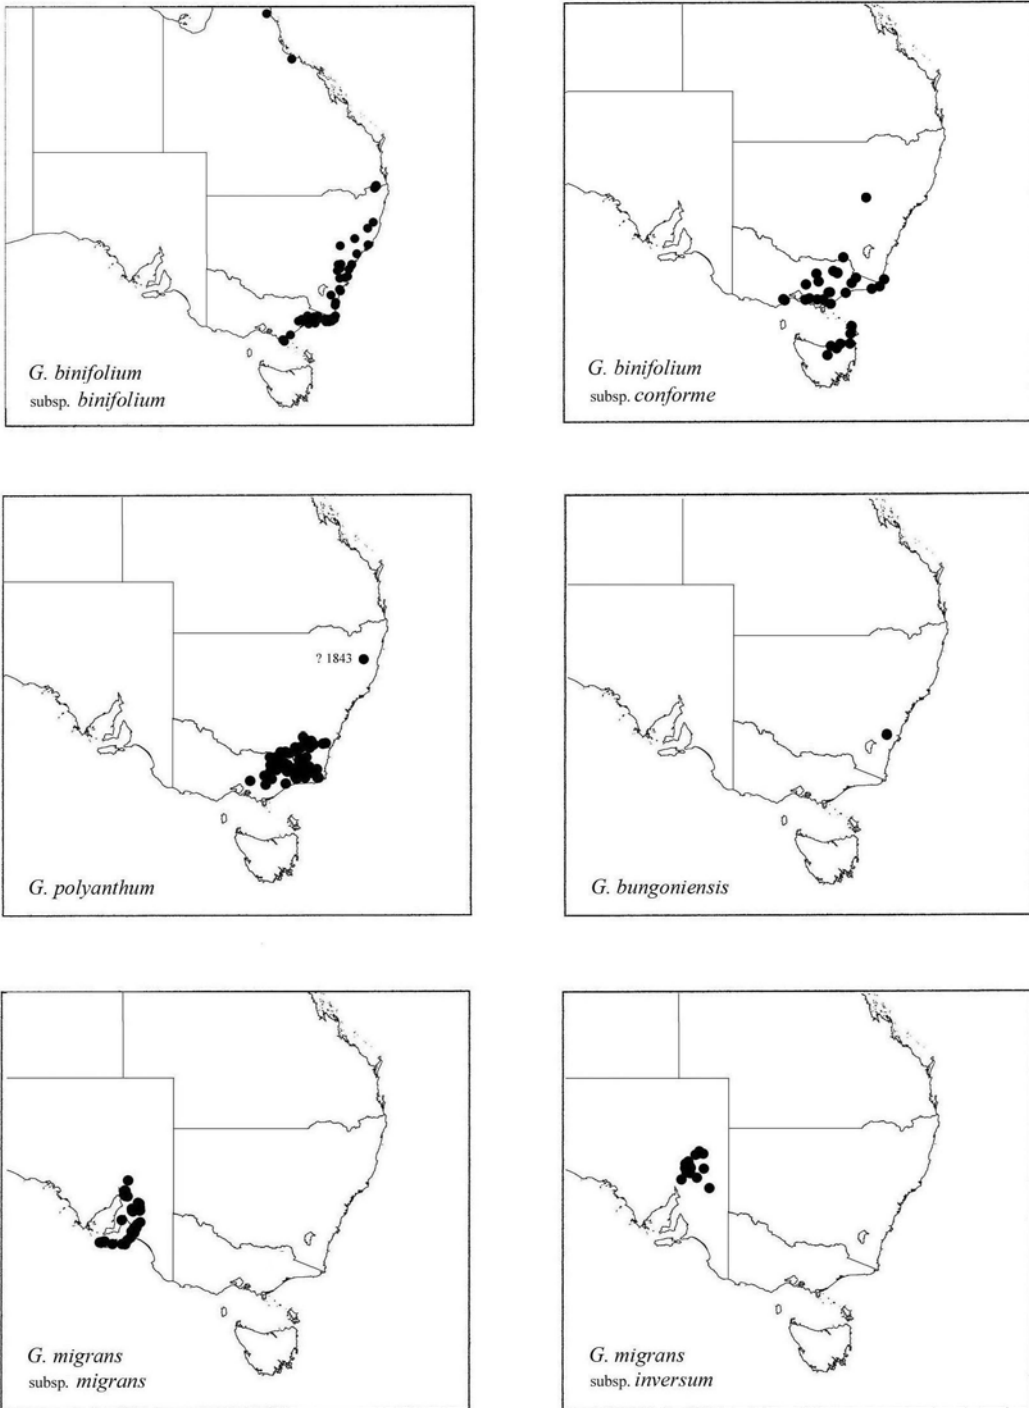 G. binifolium
subsp. binifolium
G. binifolium
subsp. conforme
? 1843
G. polyanthum
G. bungoniensis
G. migrans
subsp. migrans
G. migrans
subsp. inversum